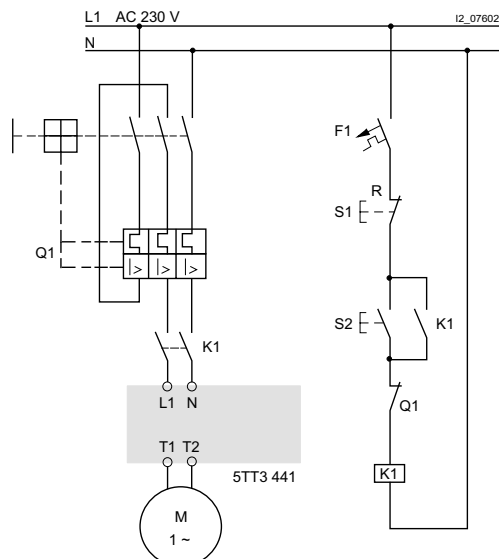 L1 AC 230 V
I2_07602
N
F1
R
S1
Q1
I> I> I>
S2
K1
K1
L1 N
Q1
T1 T2
5TT3 441
K1
M
1 ~